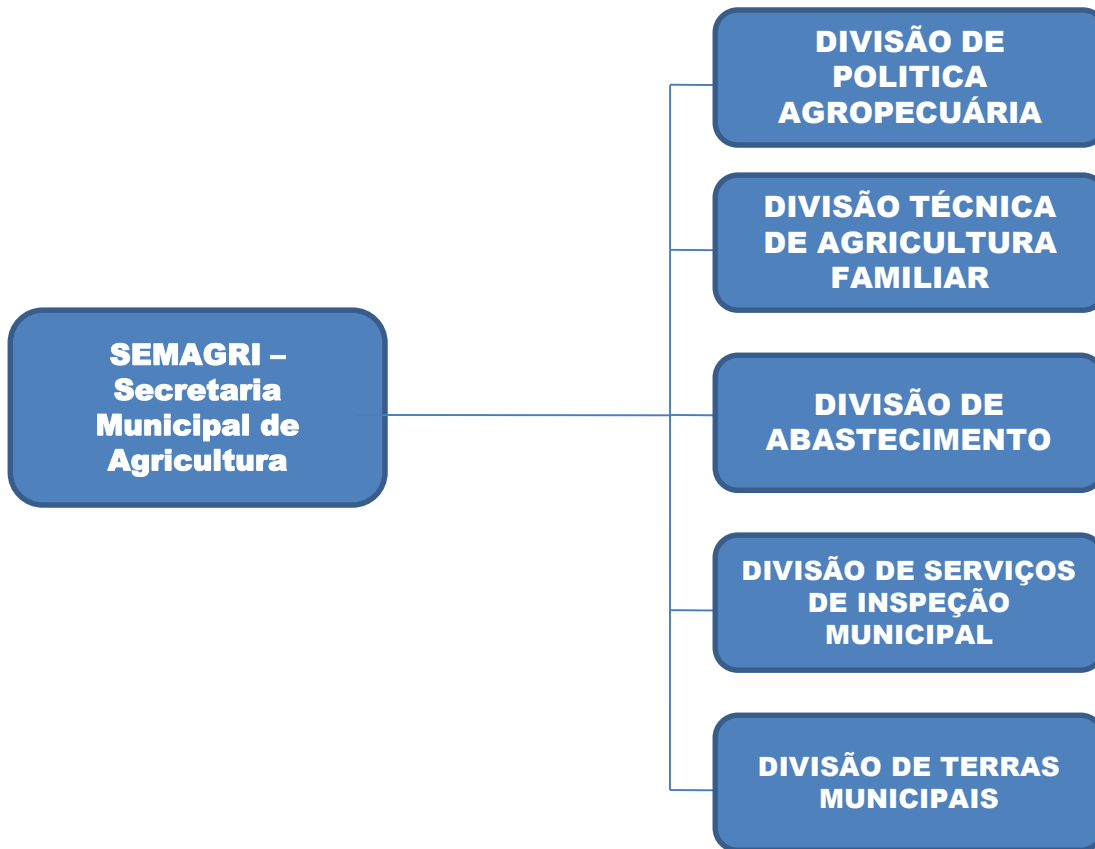 DIVISÃO DE
POLITICA
AGROPECUÁRIA
DIVISÃO TÉCNICA
DE AGRICULTURA
FAMILIAR
SEMAGRI –
Secretaria
Municipal de
Agricultura
DIVISÃO DE
ABASTECIMENTO
DIVISÃO DE SERVIÇOS
DE INSPEÇÃO
MUNICIPAL
DIVISÃO DE TERRAS
MUNICIPAIS